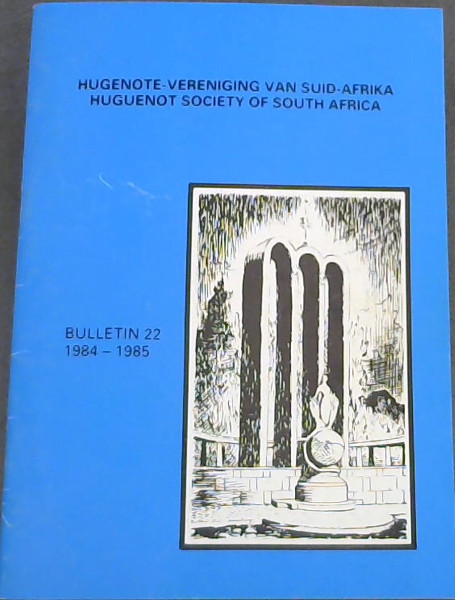 HUGENOTE-VERENIGING VAN SUID-AFRIKA
HUGUENOT SOCIETY OF SOUTH AFRICA
BULLETIN 22
1984 – 1985